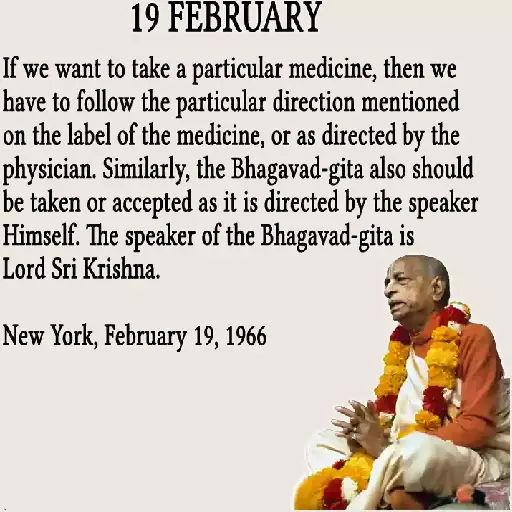 19 FEBRUARY
If we want to take a particular medicine, then we
have to follow the particular direction mentioned
on the label of the medicine, or as directed by the
physician. Similarly, the Bhagavad-gita also should
be taken or accepted as it is directed by the speaker
Himself. The speaker of the Bhagavad-gita is
Lord Sri Krishna.
New York, February 19, 1966